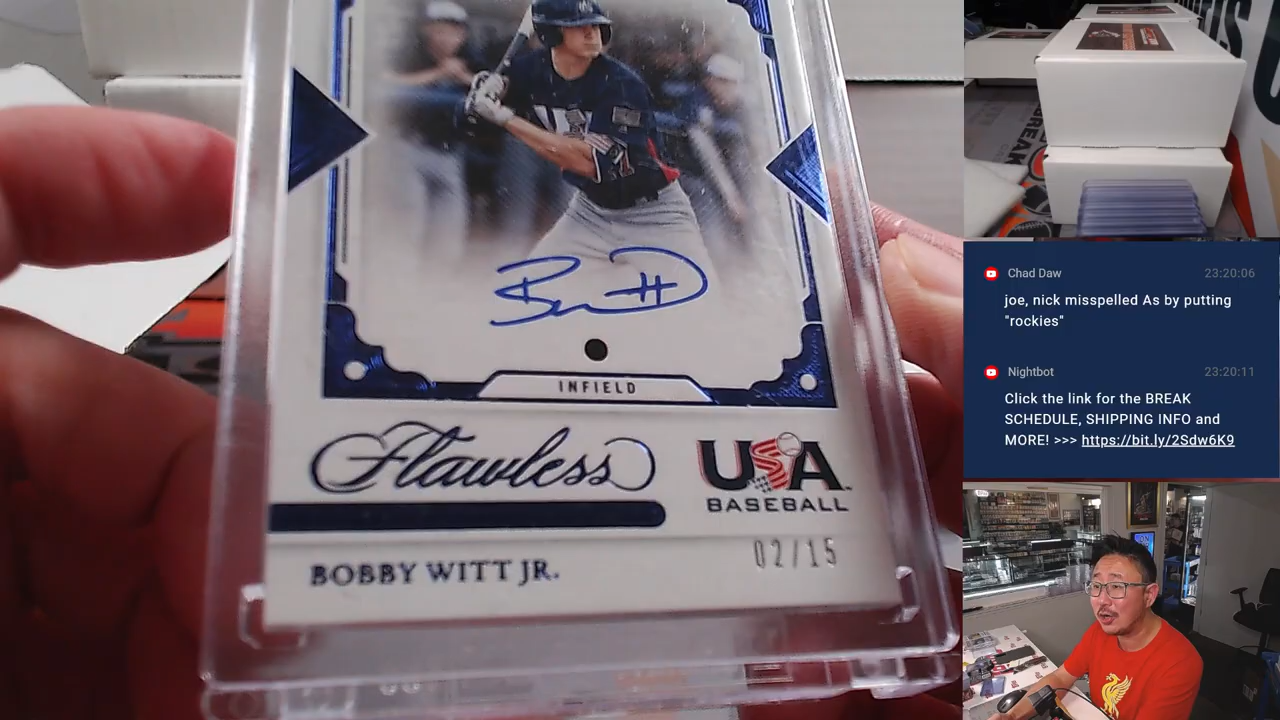 INFIELD
Flawless
USA
BASEBALL
02/15
BOBBY WITT JR.
Chad Daw 23:20:06
joe, nick misspelled As by putting
"rockies"
Nightbot 23:20:11
Click the link for the BREAK
SCHEDULE, SHIPPING INFO and
MORE! >>> https://bit.ly/2Sdw6K9